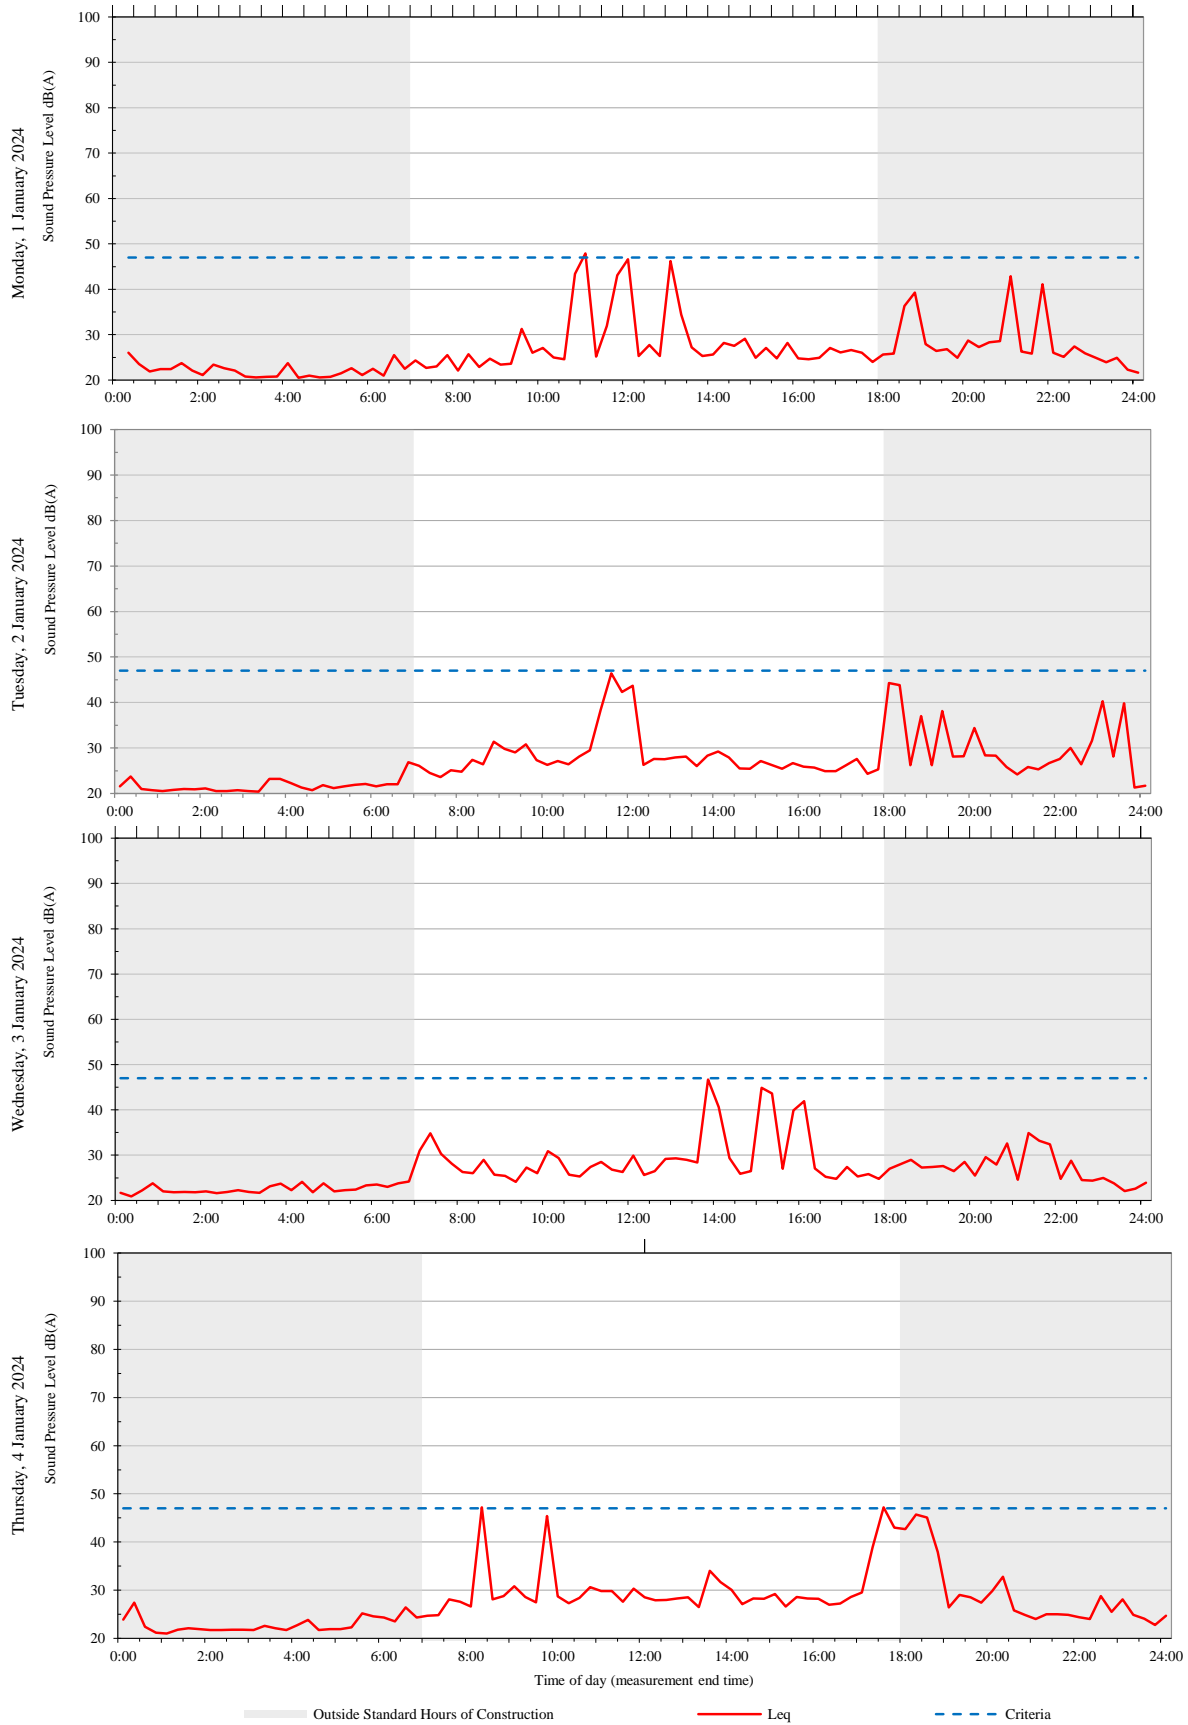 Monday, 1 January 2024
Sound Pressure Level dB(A)
100
90
80
70
60
50
40
30
20
0:00 2:00 4:00 6:00 8:00 10:00 12:00 14:00 16:00 18:00 20:00 22:00 24:00
Tuesday, 2 January 2024
Sound Pressure Level dB(A)
100
90
80
70
60
50
40
30
20
0:00 2:00 4:00 6:00 8:00 10:00 12:00 14:00 16:00 18:00 20:00 22:00 24:00
Wednesday, 3 January 2024
Sound Pressure Level dB(A)
100
90
80
70
60
50
40
30
20
0:00 2:00 4:00 6:00 8:00 10:00 12:00 14:00 16:00 18:00 20:00 22:00 24:00
Thursday, 4 January 2024
Sound Pressure Level dB(A)
100
90
80
70
60
50
40
30
20
0:00 2:00 4:00 6:00 8:00 10:00 12:00 14:00 16:00 18:00 20:00 22:00 24:00
Time of day (measurement end time)
Outside Standard Hours of Construction Leq Criteria